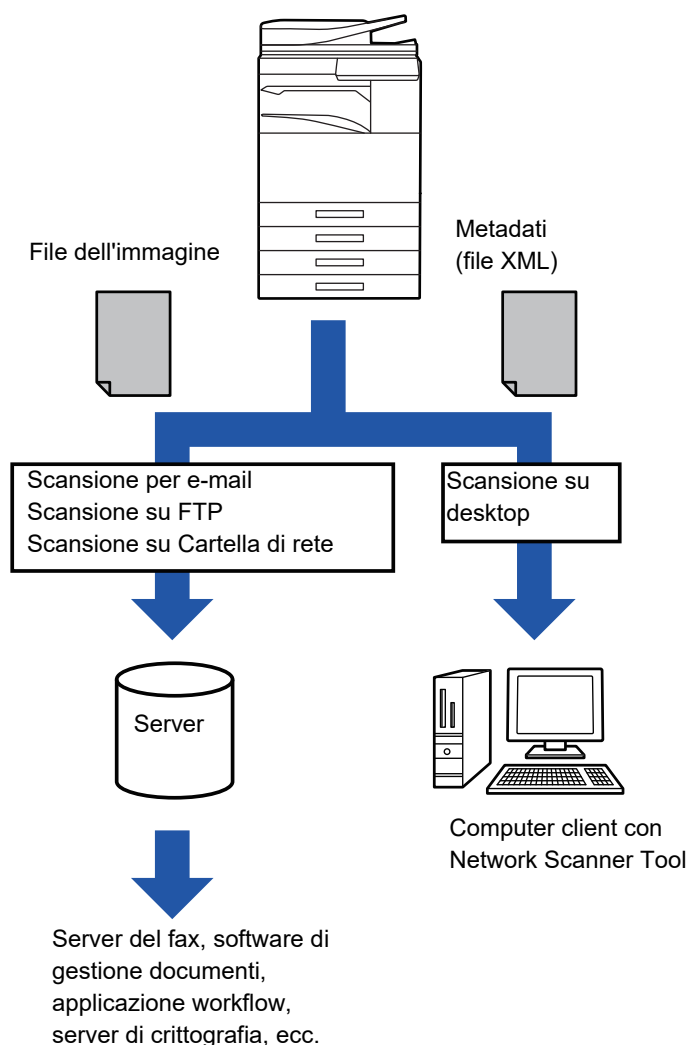 File dell'immagine
Metadati
(file XML)
Scansione per e-mail
Scansione su FTP
Scansione su Cartella di rete
Scansione su
desktop
Server
Computer client con
Network Scanner Tool
Server del fax, software di
gestione documenti,
applicazione workflow,
server di crittografia, ecc.